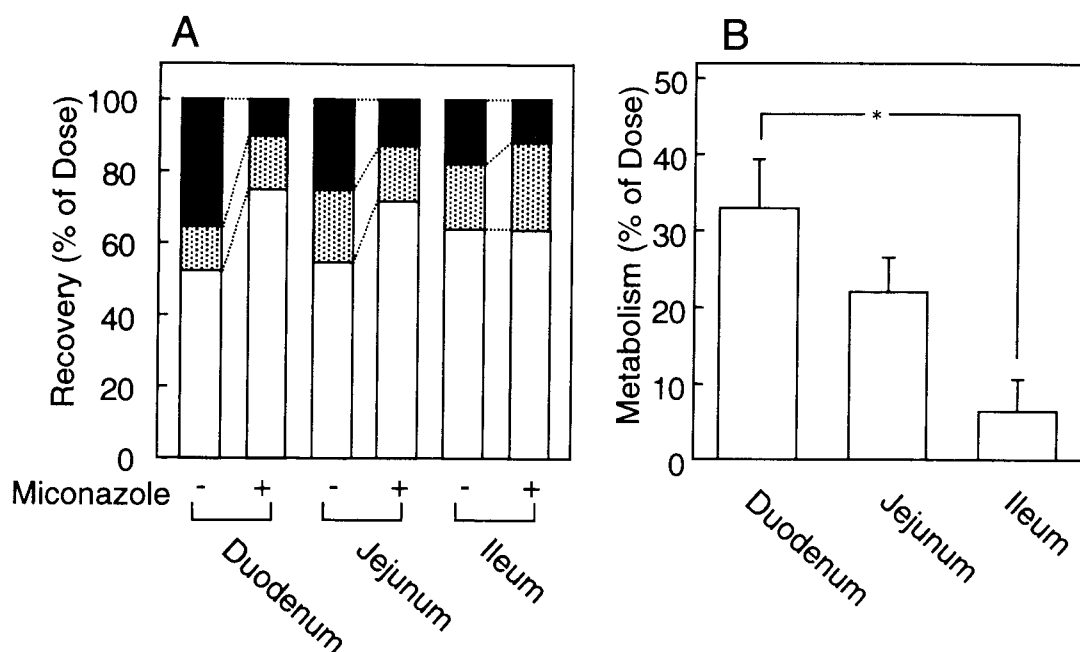 A
Recovery (% of Dose)
100
80
60
40
20
0
Miconazole - + - + - +
Duodenum
Jejunum
Ileum
B
Metabolism (% of Dose)
50
40
30
20
10
0
*
Duodenum
Jejunum
Ileum